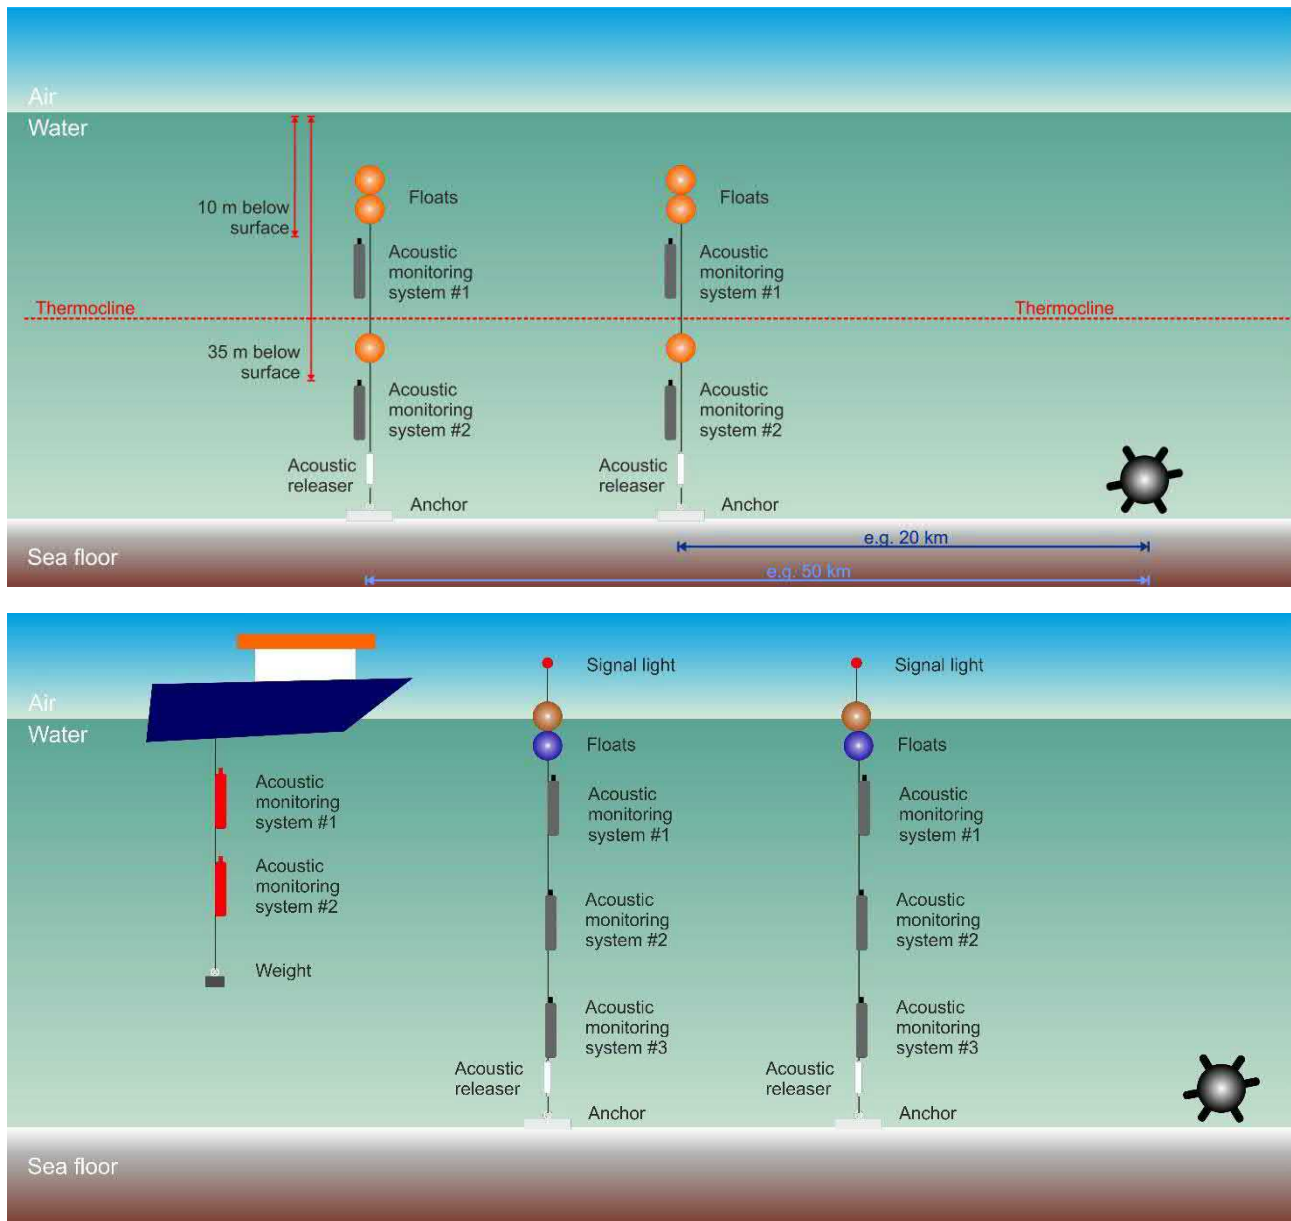 Air
Water
10 m below
surface
Floats
Floats
Acoustic
monitoring
system #1
Acoustic
monitoring
system #1
Thermocline
Thermocline
35 m below
surface
Acoustic
monitoring
system #2
Acoustic
monitoring
system #2
Acoustic
releaser
Acoustic
releaser
Anchor
Anchor
Sea floor
e.g. 20 km
e.g. 50 km
Signal light
Signal light
Air
Water
Floats
Floats
Acoustic
monitoring
system #1
Acoustic
monitoring
system #1
Acoustic
monitoring
system #1
Acoustic
monitoring
system #2
Acoustic
monitoring
system #2
Acoustic
monitoring
system #2
Weight
Acoustic
monitoring
system #3
Acoustic
monitoring
system #3
Acoustic
releaser
Acoustic
releaser
Anchor
Anchor
Sea floor